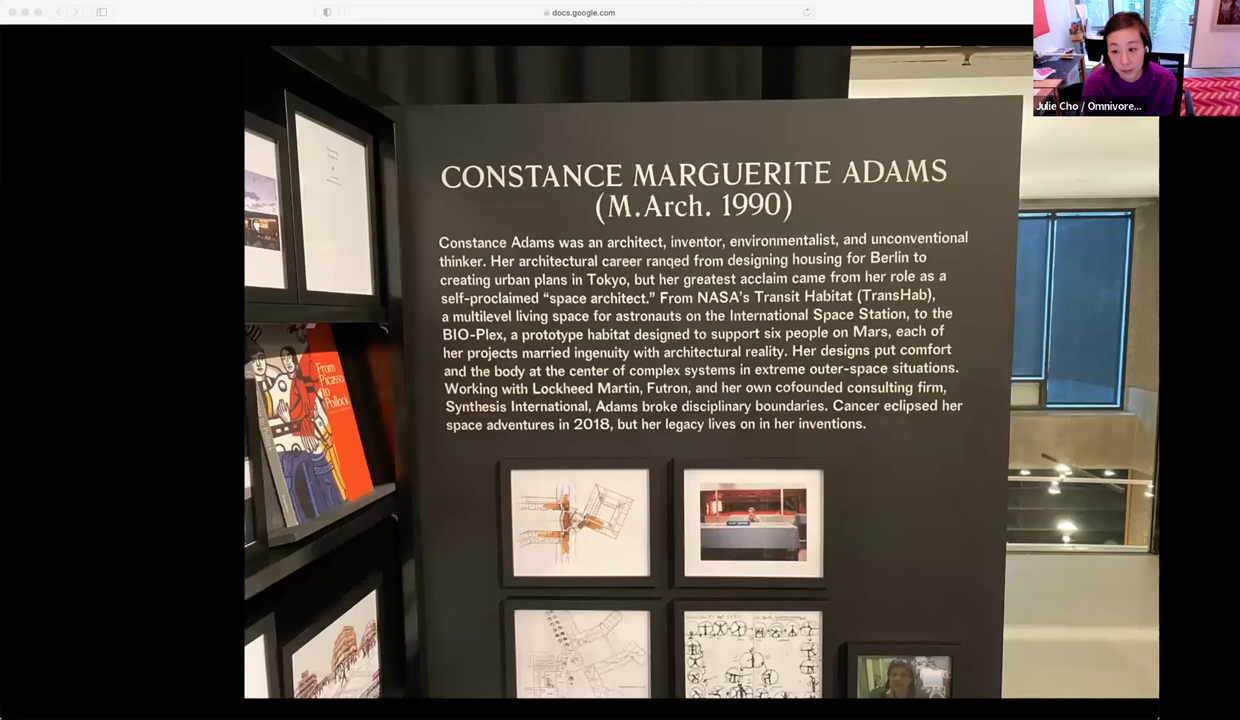 docs.google.com
Julie Cho / Omnivore...
CONSTANCE MARGUERITE ADAMS
(M.Arch. 1990)
Constance Adams was an architect, inventor, environmentalist, and unconventional
thinker. Her architectural career ranged from designing housing for Berlin to
creating urban plans in Tokyo, but her greatest acclaim came from her role as a
self-proclaimed “space architect.” From NASA’s Transit Habitat (TransHab),
a multilevel living space for astronauts on the International Space Station, to the
BIO-Plex, a prototype habitat designed to support six people on Mars, each of
her projects married ingenuity with architectural reality. Her designs put comfort
and the body at the center of complex systems in extreme outer-space situations.
Working with Lockheed Martin, Futron, and her own cofounded consulting firm,
Synthesis International, Adams broke disciplinary boundaries. Cancer eclipsed her
space adventures in 2018, but her legacy lives on in her inventions.
From
Picasso
to
Pollock